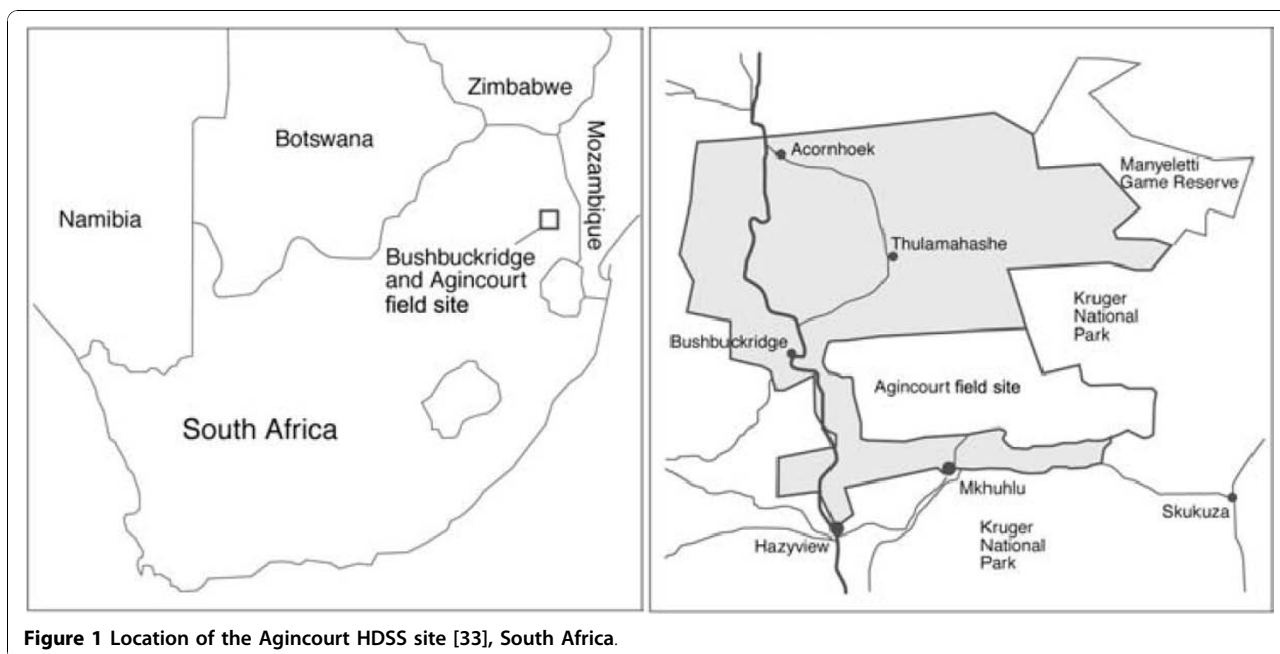 Zimbabwe
Botswana
Mozambique
Namibia
Bushbuckridge
and Agincourt
field site
South Africa
Acornhoek
Manyeletti
Game Reserve
Thulamahashe
Kruger
National
Park
Bushbuckridge
Agincourt field site
Mkhuhlu
Skukuza
Hazyview
Kruger
National
Park
Figure 1 Location of the Agincourt HDSS site [33], South Africa.